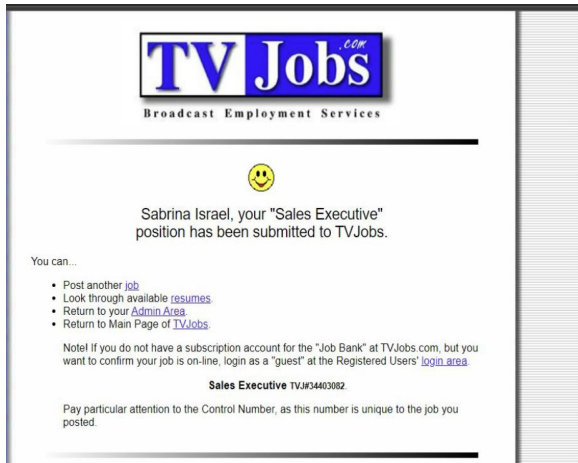 TV Jobs .com
Broadcast Employment Services
Sabrina Israel, your "Sales Executive"
position has been submitted to TVJobs.
You can...
• Post another job
• Look through available resumes.
• Return to your Admin Area.
• Return to Main Page of TVJobs.
Note! If you do not have a subscription account for the "Job Bank" at TVJobs.com, but you
want to confirm your job is on-line, login as a "guest" at the Registered Users' login area.
Sales Executive TVJ#34403082.
Pay particular attention to the Control Number, as this number is unique to the job you
posted.